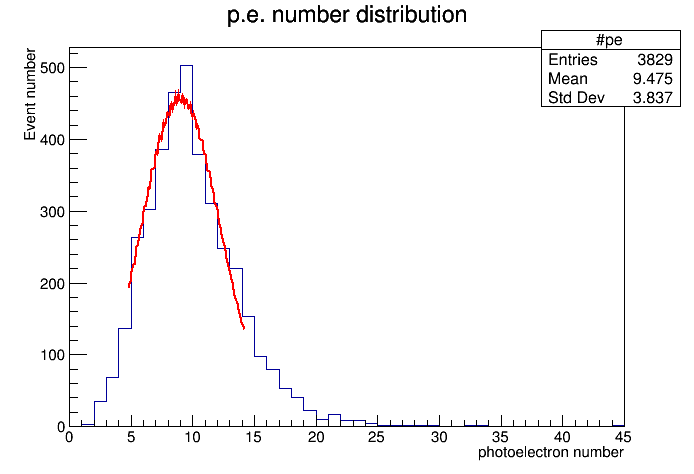 p.e. number distribution
#pe
Entries 3829
Mean 9.475
Std Dev 3.837
Event number
500
400
300
200
100
0
0 5 10 15 20 25 30 35 40 45
photoelectron number